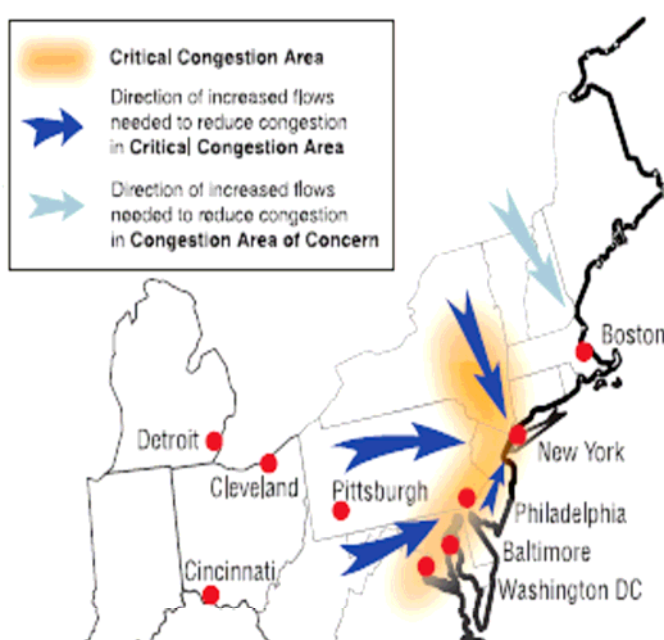 Critical Congestion Area
Direction of increased flows
needed to reduce congestion
in Critical Congestion Area
Direction of increased flows
needed to reduce congestion
in Congestion Area of Concern
Boston
Detroit
New York
Cleveland
Pittsburgh
Philadelphia
Baltimore
Cincinnati
Washington DC